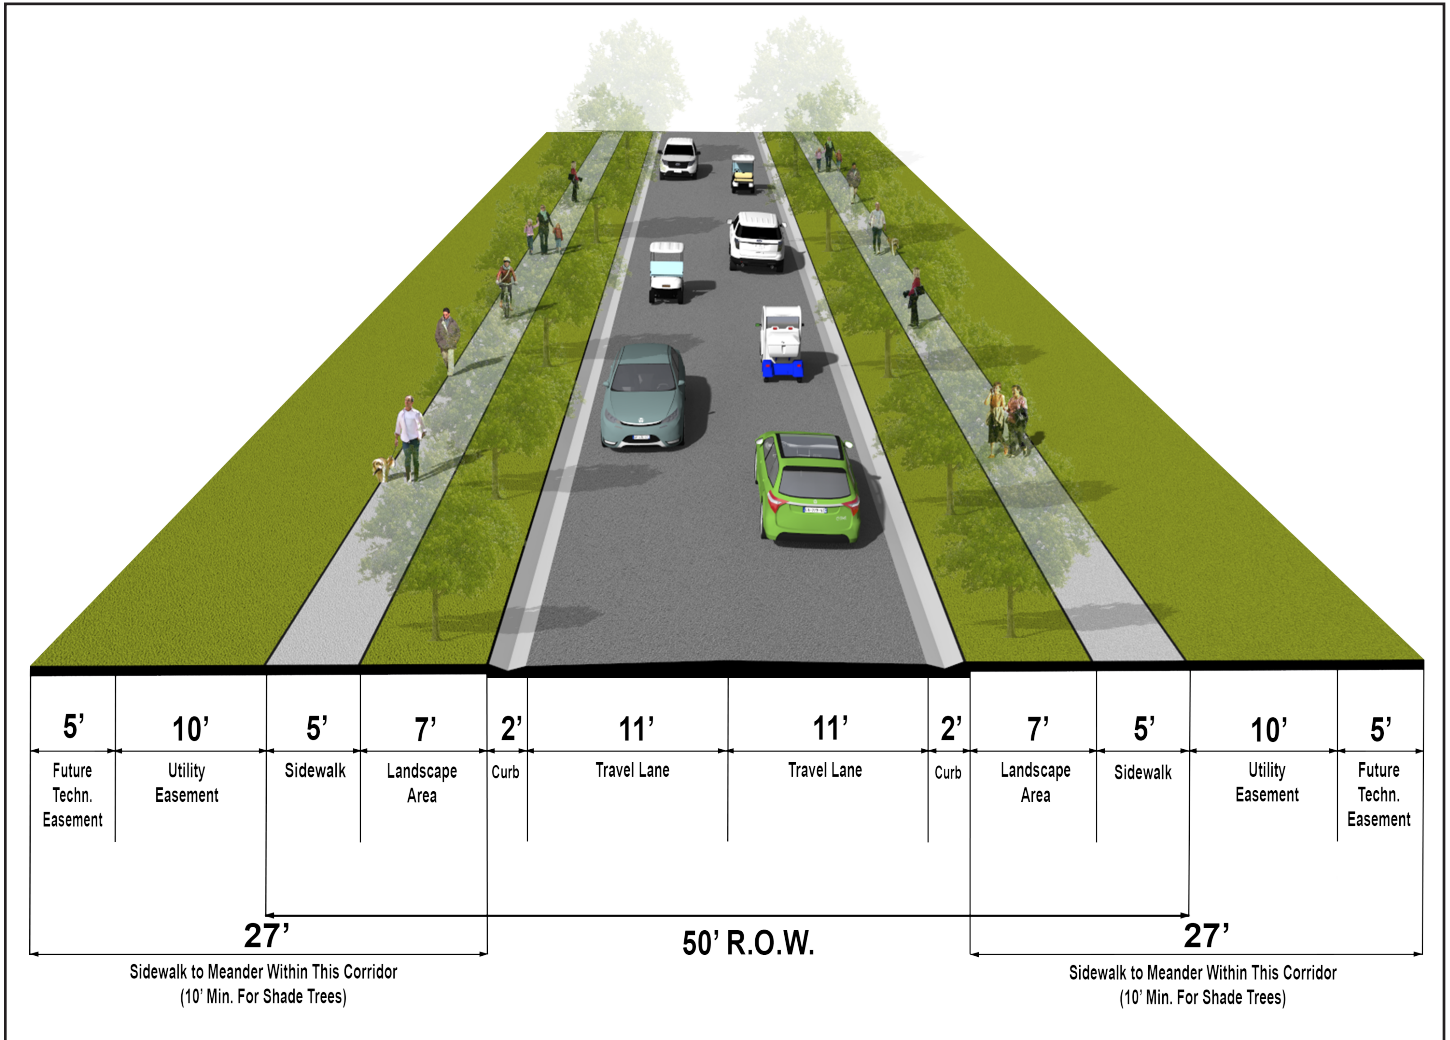 5’
10’
5’
7’
2’
11’
11’
2’
7’
5’
10’
5’
Future
Techn.
Easement
Utility
Easement
Sidewalk
Landscape
Area
Curb
Travel Lane
Travel Lane
Curb
Landscape
Area
Sidewalk
Utility
Easement
Future
Techn.
Easement
27’
50’ R.O.W.
27’
Sidewalk to Meander Within This Corridor
(10’ Min. For Shade Trees)
Sidewalk to Meander Within This Corridor
(10’ Min. For Shade Trees)